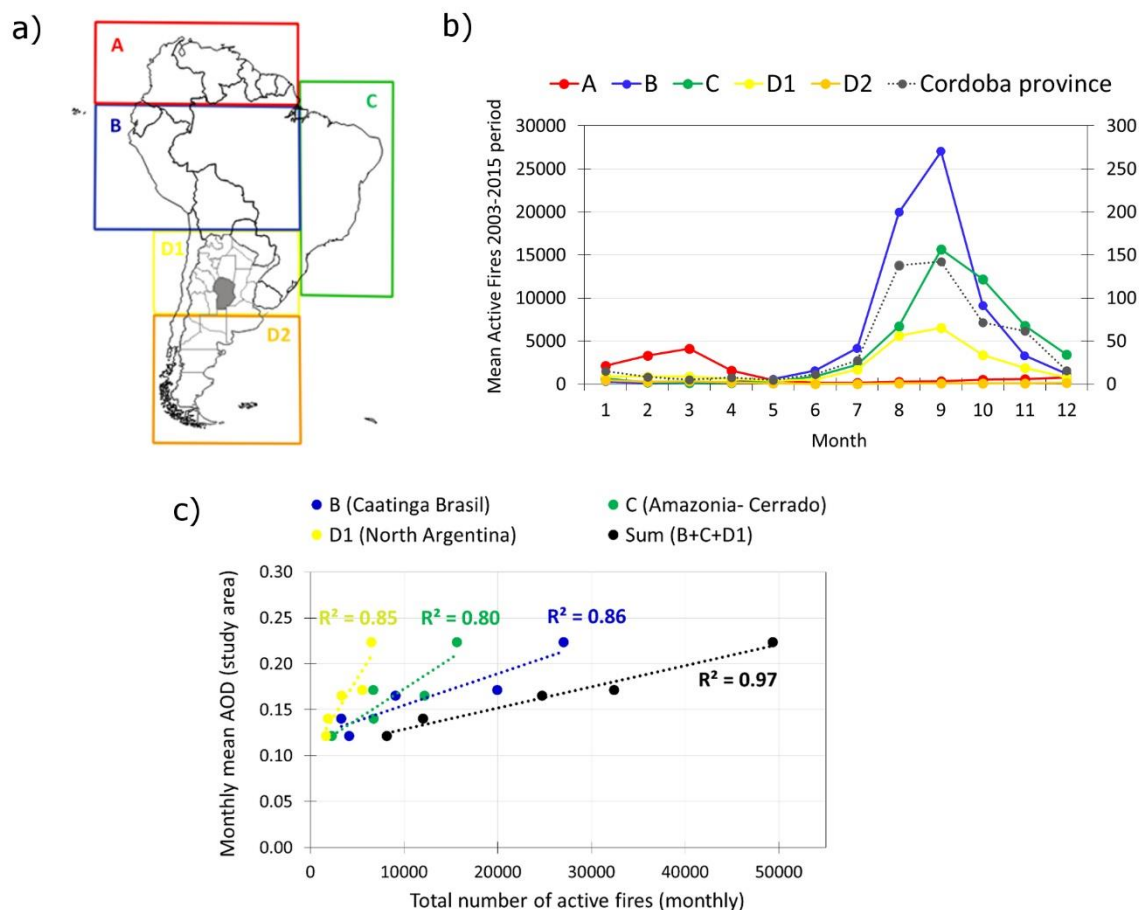 a)
A
B
C
D1
D2
b)
A B C D1 D2 Cordoba province
Mean Active Fires 2003-2015 period
30000
25000
20000
15000
10000
5000
0
300
250
200
150
100
50
0
1 2 3 4 5 6 7 8 9 10 11 12
Month
c)
B (Caatinga Brasil) C (Amazonia- Cerrado)
D1 (North Argentina) Sum (B+C+D1)
Monthly mean AOD (study area)
0.30
0.25
0.20
0.15
0.10
0.05
0.00
R² = 0.85 R² = 0.80 R² = 0.86
R² = 0.97
0 10000 20000 30000 40000 50000
Total number of active fires (monthly)